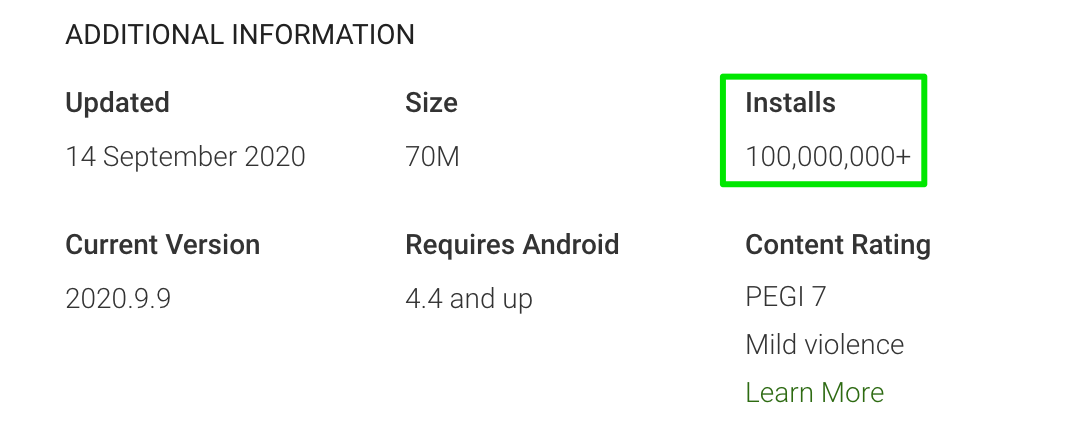 ADDITIONAL INFORMATION
Updated
Size
Installs
14 September 2020
70M
100,000,000+
Current Version
Requires Android
Content Rating
2020.9.9
4.4 and up
PEGI 7
Mild violence
Learn More